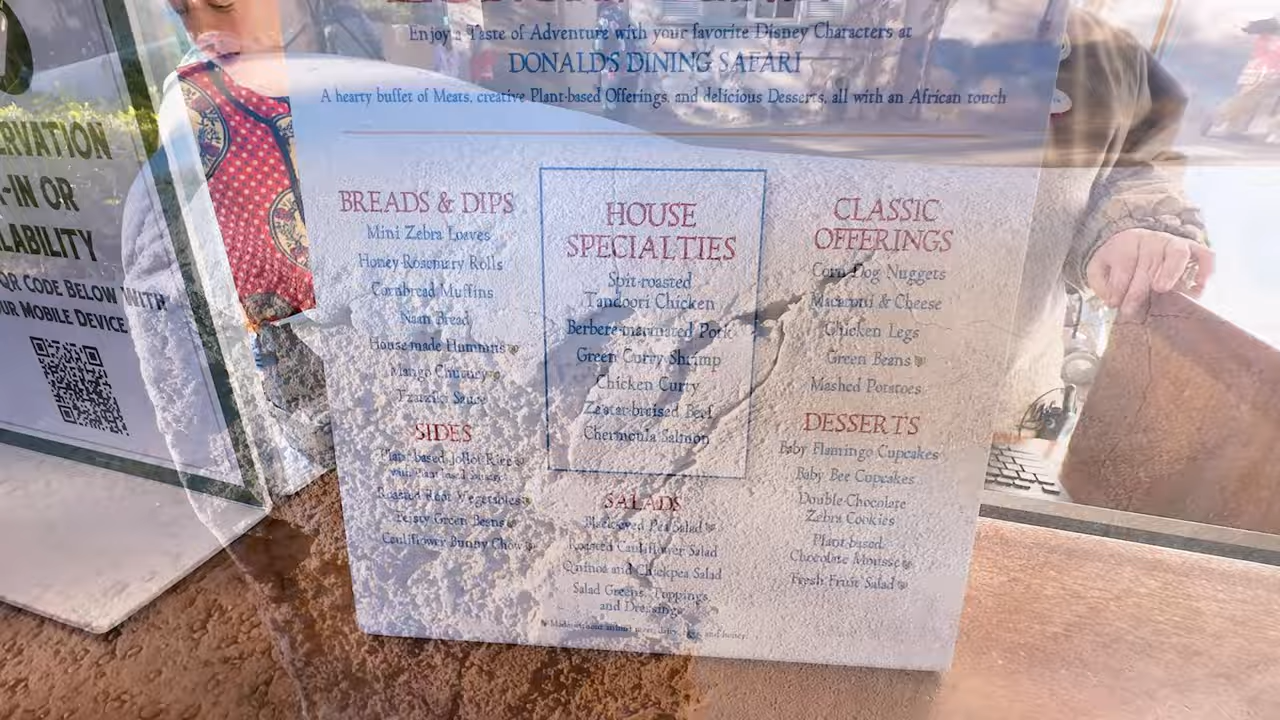 Enjoy a Taste of Adventure with your favorite Disney Characters at
DONALD'S DINING SAFARI
A hearty buffet of Meats, creative Plant-based Offerings, and delicious Desserts, all with an African touch
BREADS & DIPS
Mini Zebra Loaves
Honey-Rosemary Rolls
Cornbread Muffins
Naan Bread
House-made Hummus
Mango Chutney
Tzatziki Sauce
SIDES
Plant-based Jollof Rice
Roasted Root Vegetables
Feisty Green Beans
Cauliflower Bunny Chow
HOUSE
SPECIALTIES
Spit-roasted
Tandoori Chicken
Berbere-marinated Pork
Green Curry Shrimp
Chicken Curry
Za'atar-braised Beef
Chermoula Salmon
SALADS
Black-eyed Pea Salad
Roasted Cauliflower Salad
Quinoa and Chickpea Salad
Salad Greens, Toppings,
and Dressings
CLASSIC
OFFERINGS
Corn Dog Nuggets
Macaroni & Cheese
Chicken Legs
Green Beans
Mashed Potatoes
DESSERTS
Baby Flamingo Cupcakes
Baby Bee Cupcakes
Double-Chocolate
Zebra Cookies
Plant-based
Chocolate Mousse
Fresh Fruit Salad
ERVATION
-IN OR
LABILITY
QR CODE BELOW WITH
OUR MOBILE DEVICE